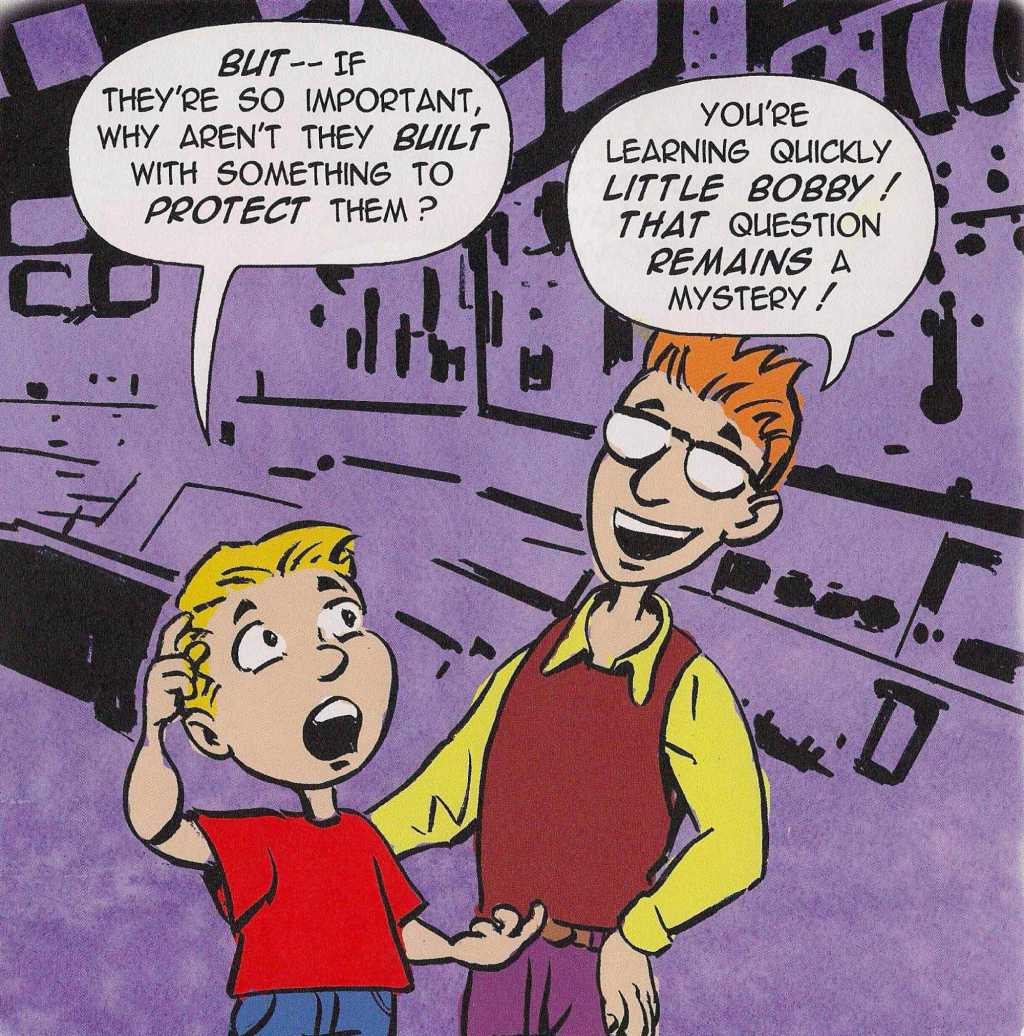 BUT-- IF
THEY'RE SO IMPORTANT,
WHY AREN'T THEY BUILT
WITH SOMETHING TO
PROTECT THEM?
YOU'RE
LEARNING QUICKLY
LITTLE BOBBY!
THAT QUESTION
REMAINS A
MYSTERY!